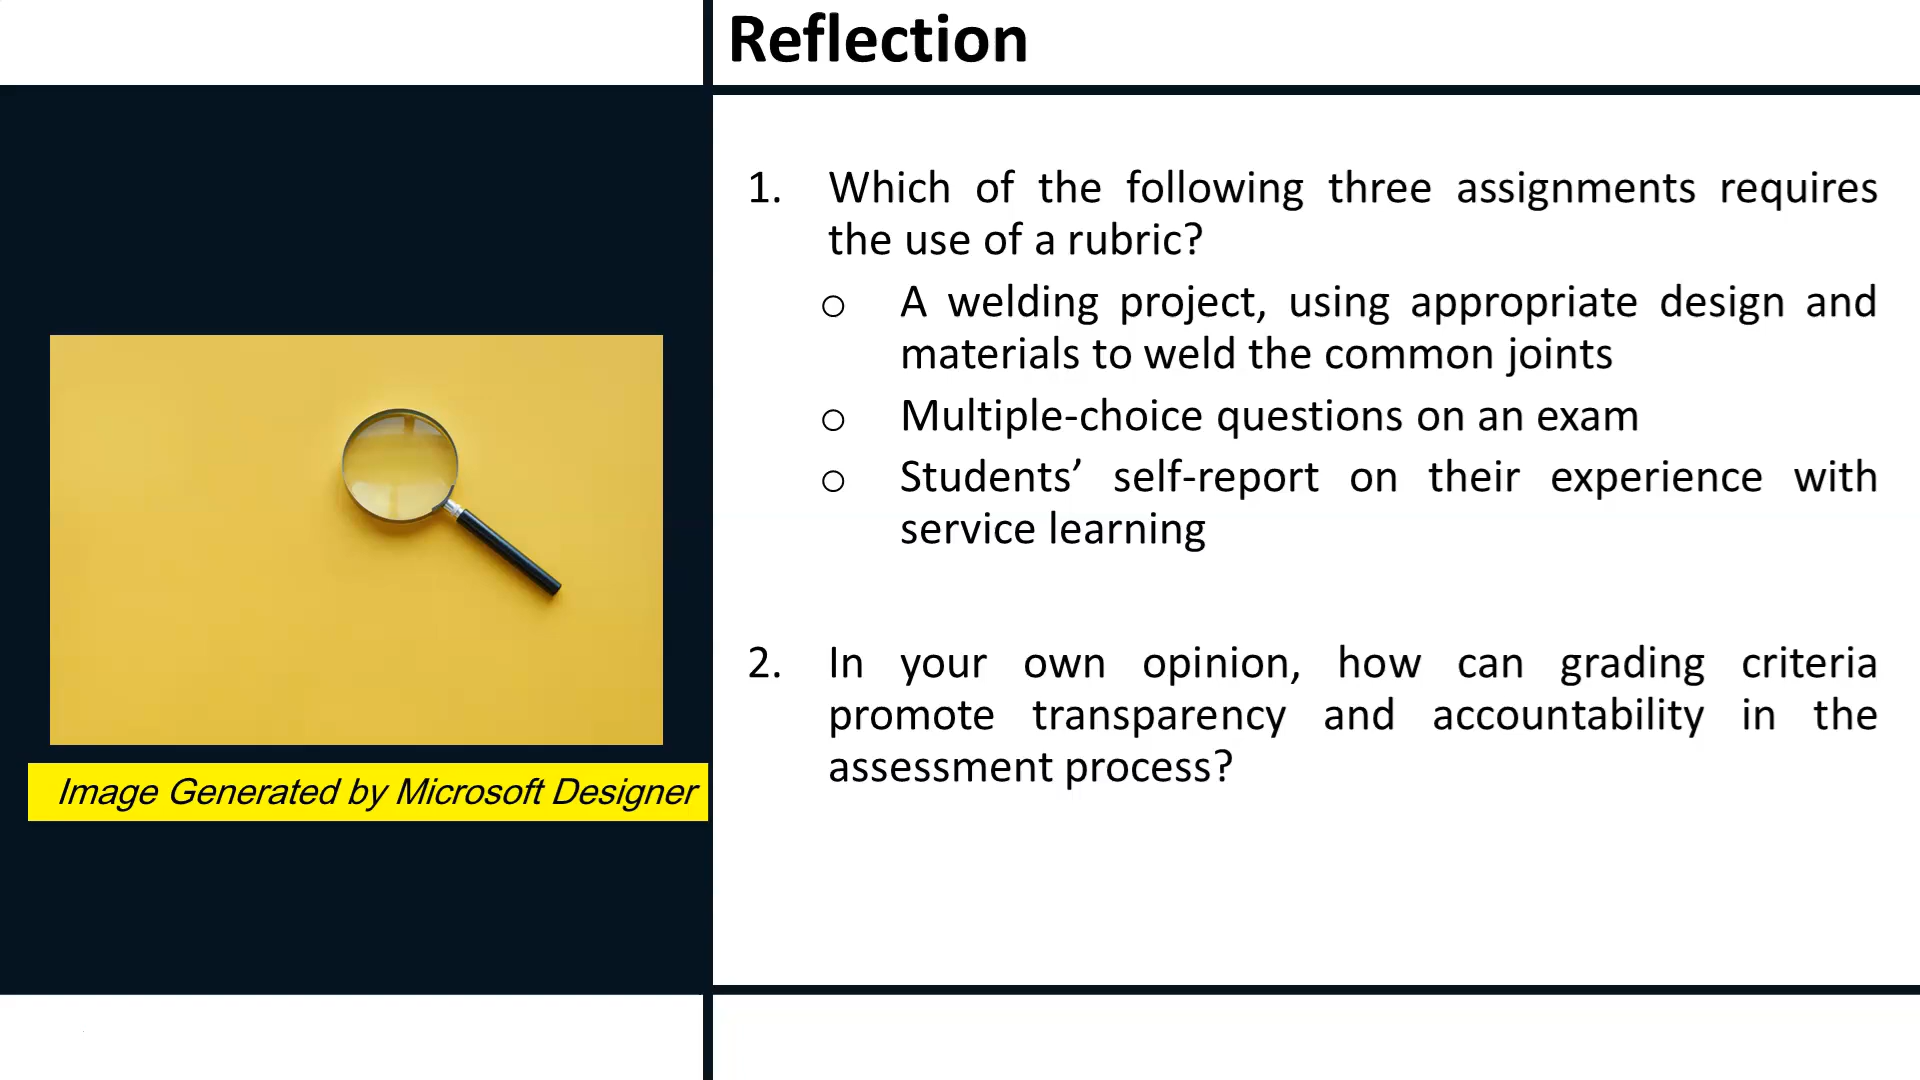 Reflection
1. Which of the following three assignments requires
the use of a rubric?
o A welding project, using appropriate design and
materials to weld the common joints
o Multiple-choice questions on an exam
o Students’ self-report on their experience with
service learning
2. In your own opinion, how can grading criteria
promote transparency and accountability in the
assessment process?
Image Generated by Microsoft Designer